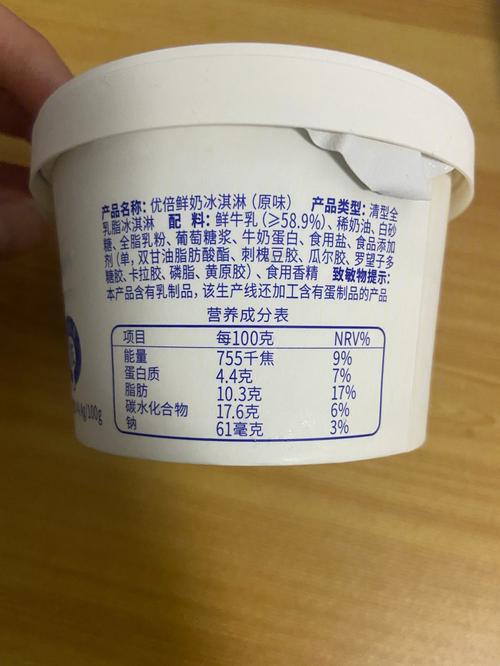 产品名称:优倍鲜奶冰淇淋(原味) 产品类型:清型全
乳脂冰淇淋 配 料:鲜牛乳(≥58.9%)、稀奶油、白砂
糖、全脂乳粉、葡萄糖浆、牛奶蛋白、食用盐、食品添加
剂(单,双甘油脂肪酸酯、刺槐豆胶、瓜尔胶、罗望子多
糖胶、卡拉胶、磷脂、黄原胶)、食用香精 致敏物提示:
本产品含有乳制品,该生产线还加工含有蛋制品的产品
营养成分表
项目 每100克 NRV%
能量 755千焦 9%
蛋白质 4.4克 7%
脂肪 10.3克 17%
碳水化合物 17.6克 6%
钠 61毫克 3%
4.4g/100g